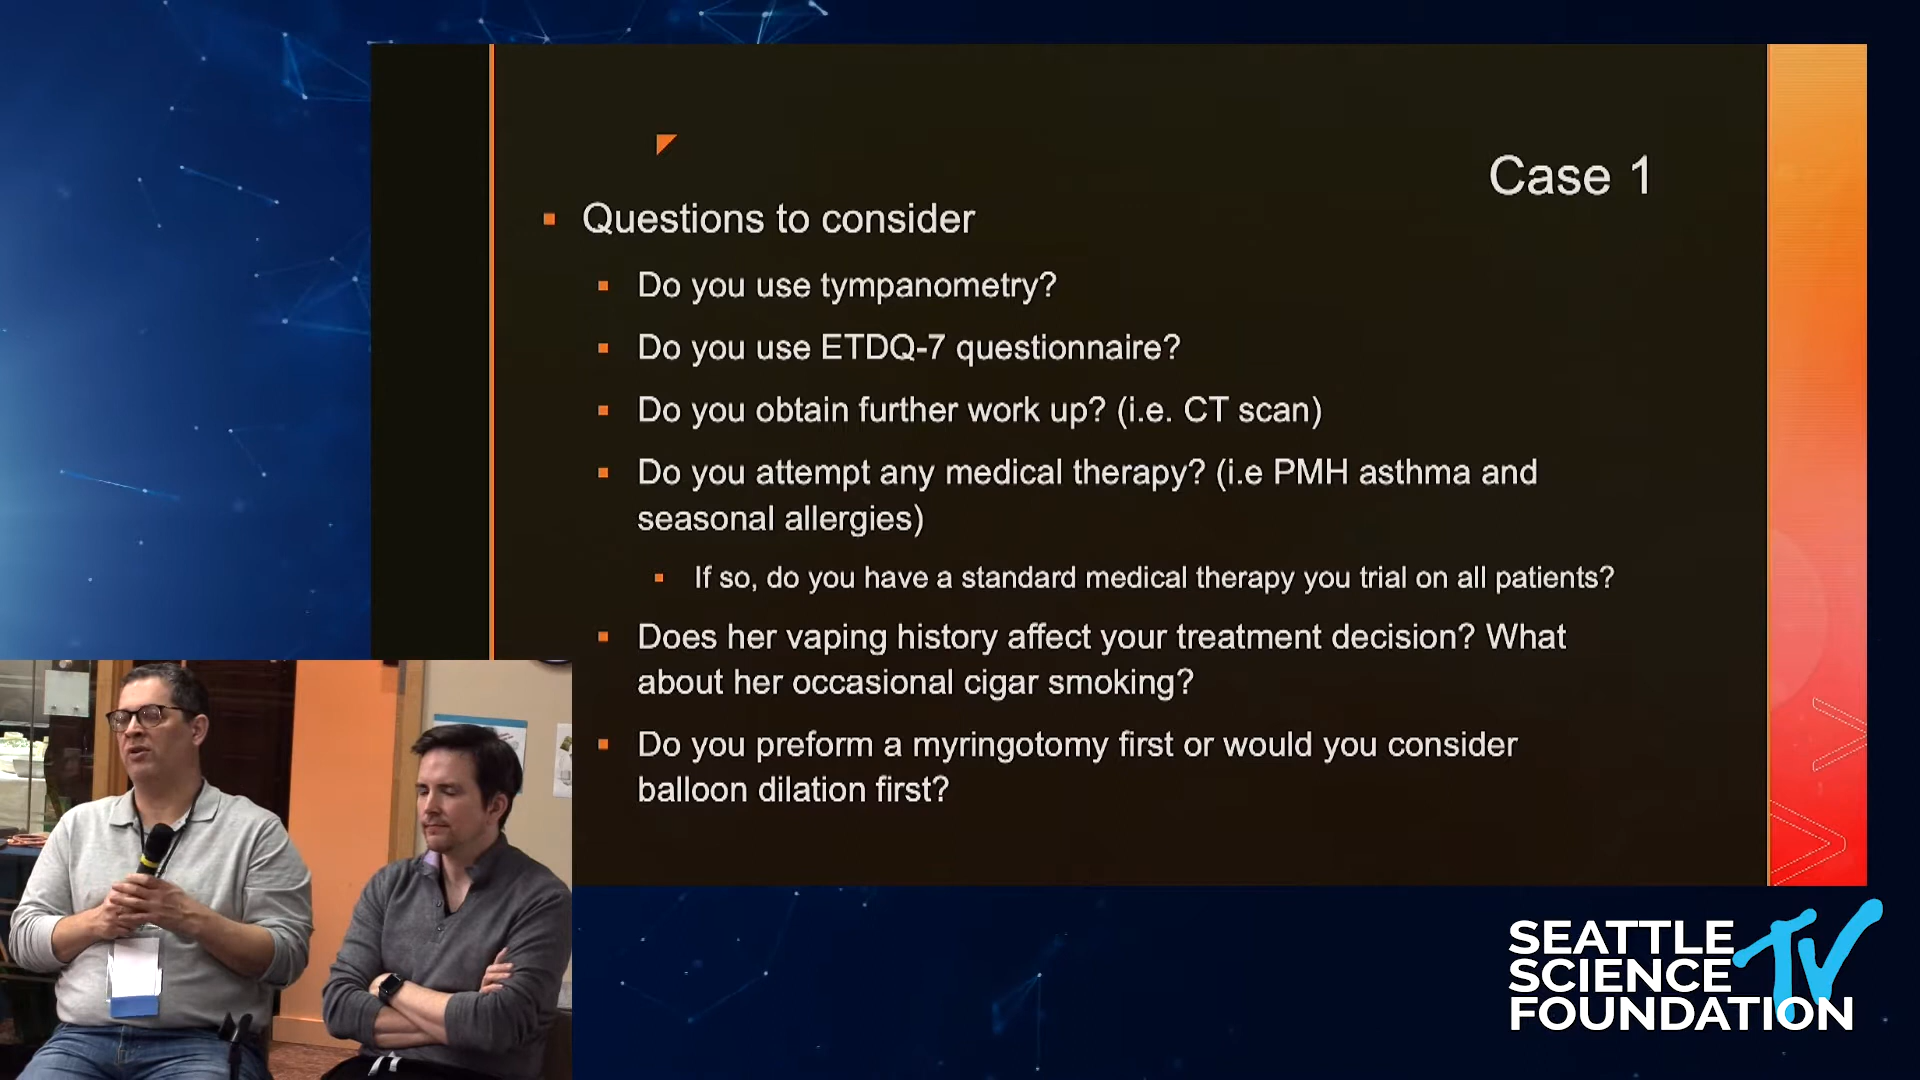 Case 1
Questions to consider
Do you use tympanometry?
Do you use ETDQ-7 questionnaire?
Do you obtain further work up? (i.e. CT scan)
Do you attempt any medical therapy? (i.e PMH asthma and
seasonal allergies)
If so, do you have a standard medical therapy you trial on all patients?
Does her vaping history affect your treatment decision? What
about her occasional cigar smoking?
Do you preform a myringotomy first or would you consider
balloon dilation first?
SEATTLE
SCIENCE
FOUNDATION
TV